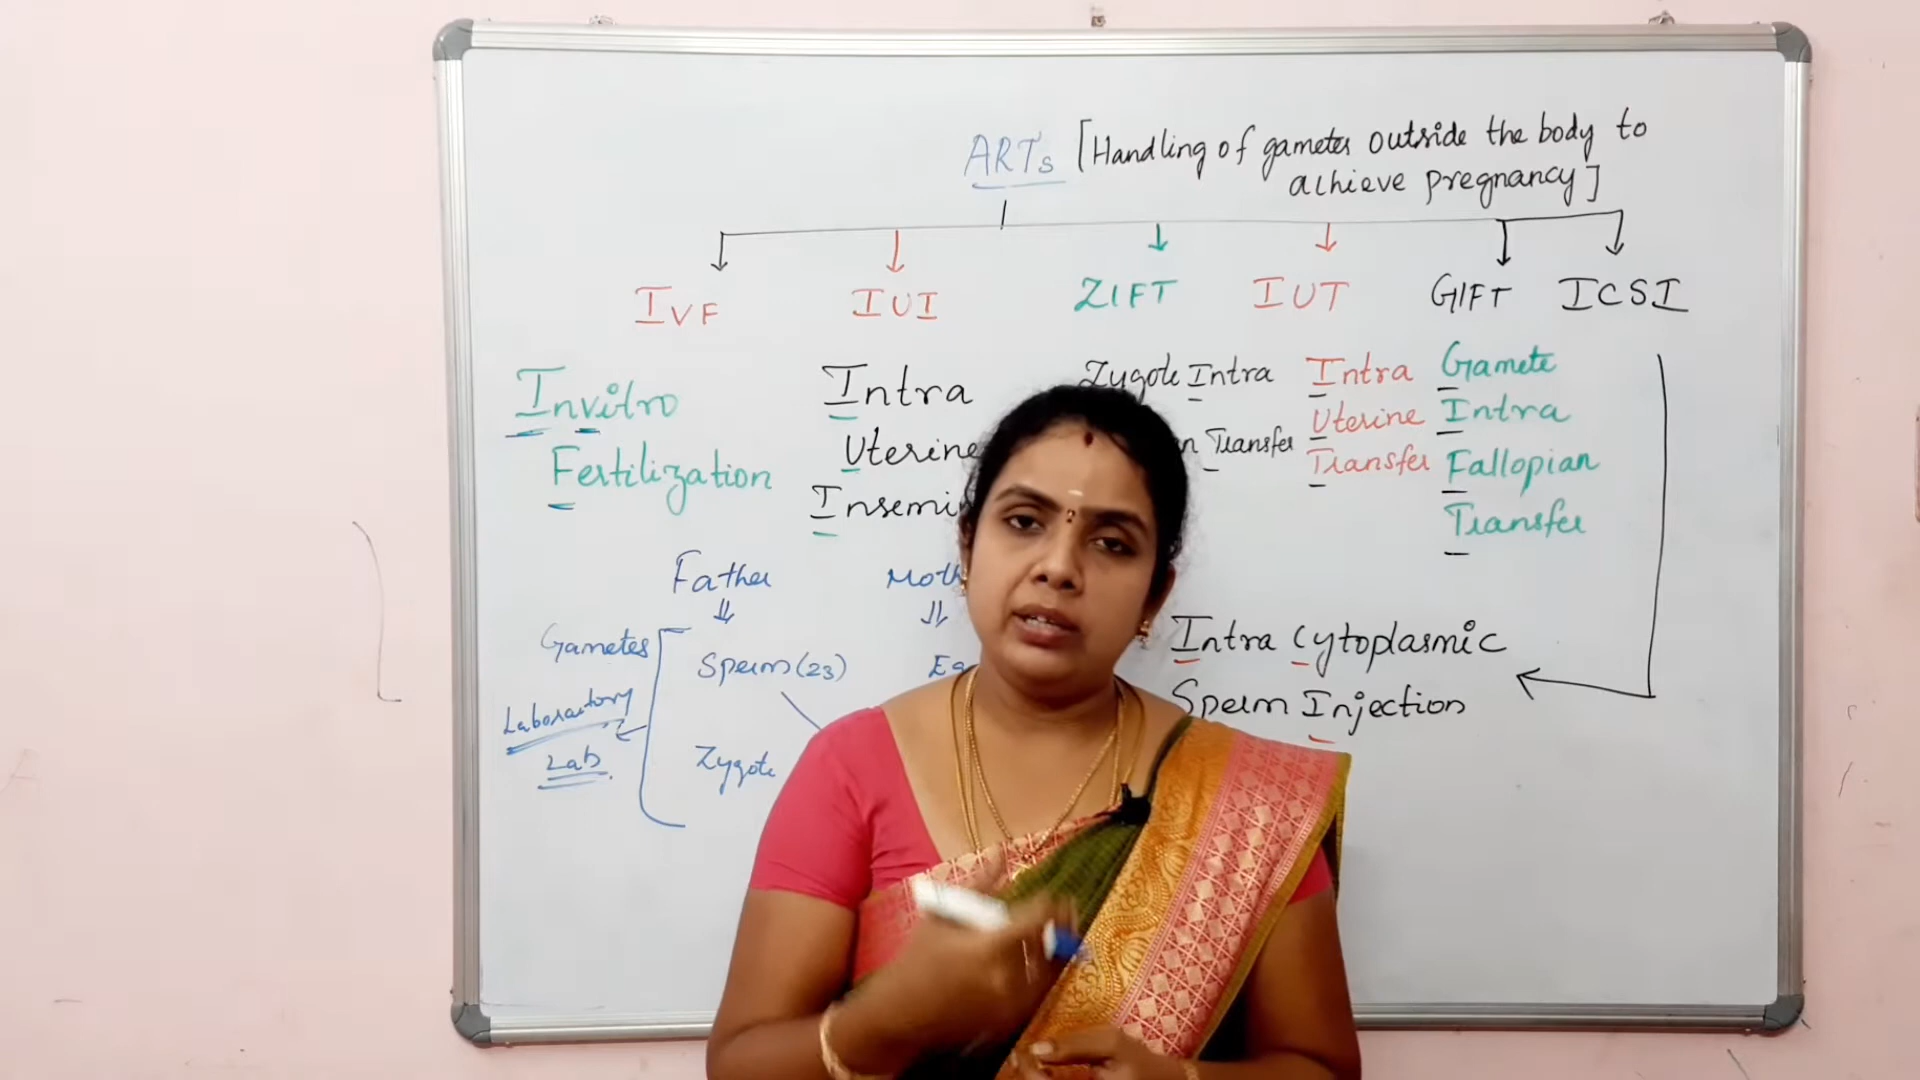 ARTs [Handling of gametes outside the body to
achieve pregnancy]
IVF IUI ZIFT IUT GIFT ICSI
Invitro
Fertilization
Intra
Uterine
Zygote Intra
Transfer
Intra
Uterine
Transfer
Gamete
Intra
Fallopian
Transfer
Father
Gametes
Sperm (23)
Laboraitory
Lab
Zygote
Intra Cytoplasmic
Sperm Injection